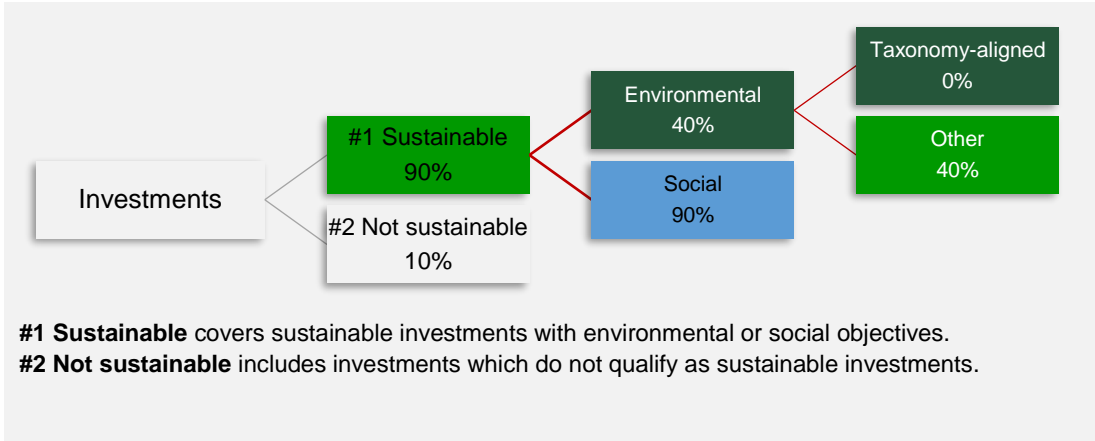 Investments
#1 Sustainable
90%
#2 Not sustainable
10%
Environmental
40%
Social
90%
Taxonomy-aligned
0%
Other
40%
#1 Sustainable covers sustainable investments with environmental or social objectives.
#2 Not sustainable includes investments which do not qualify as sustainable investments.